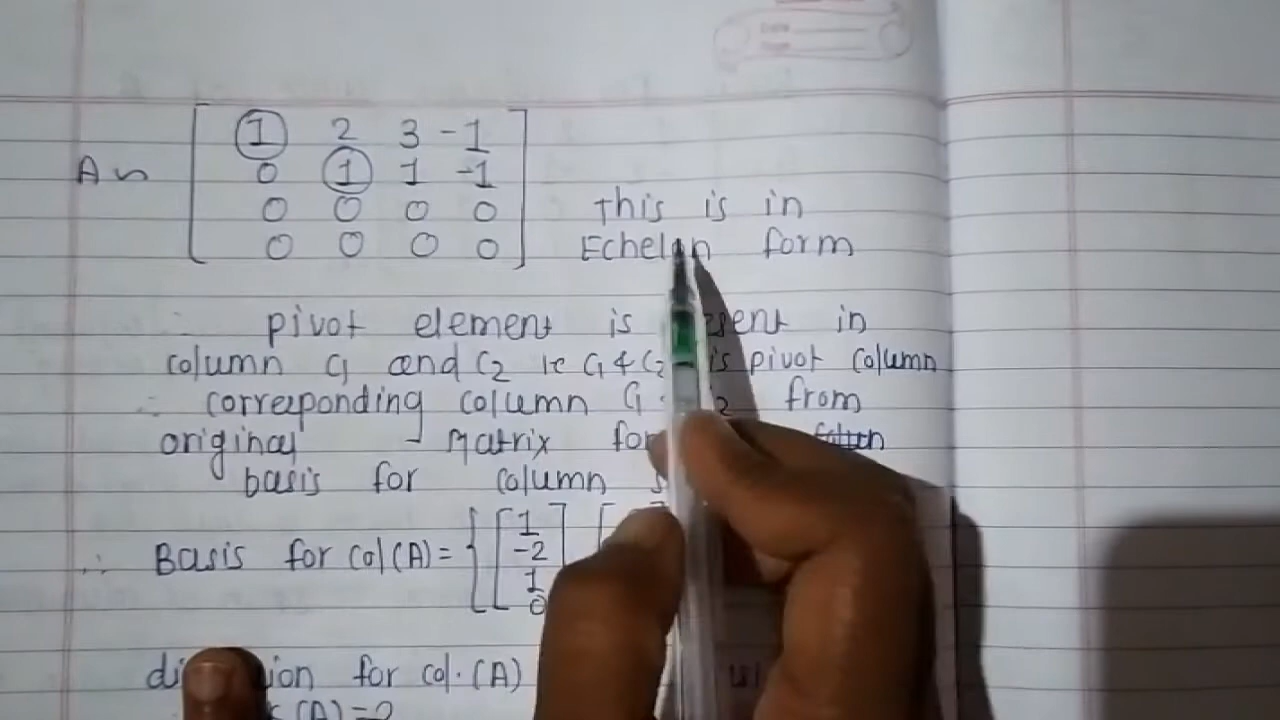 1 2 3 -1
A ~ 0 1 1 -1
0 0 0 0
0 0 0 0
This is in
Echelon form
∴ pivot element is in
column C1 and C2 ie C1 & C2 is pivot column
∴ corresponding column C1 from
original matrix
basis for column
∴ Basis for Col(A) = { [ 1 -2 1 0
for col.(A)
(A)=2